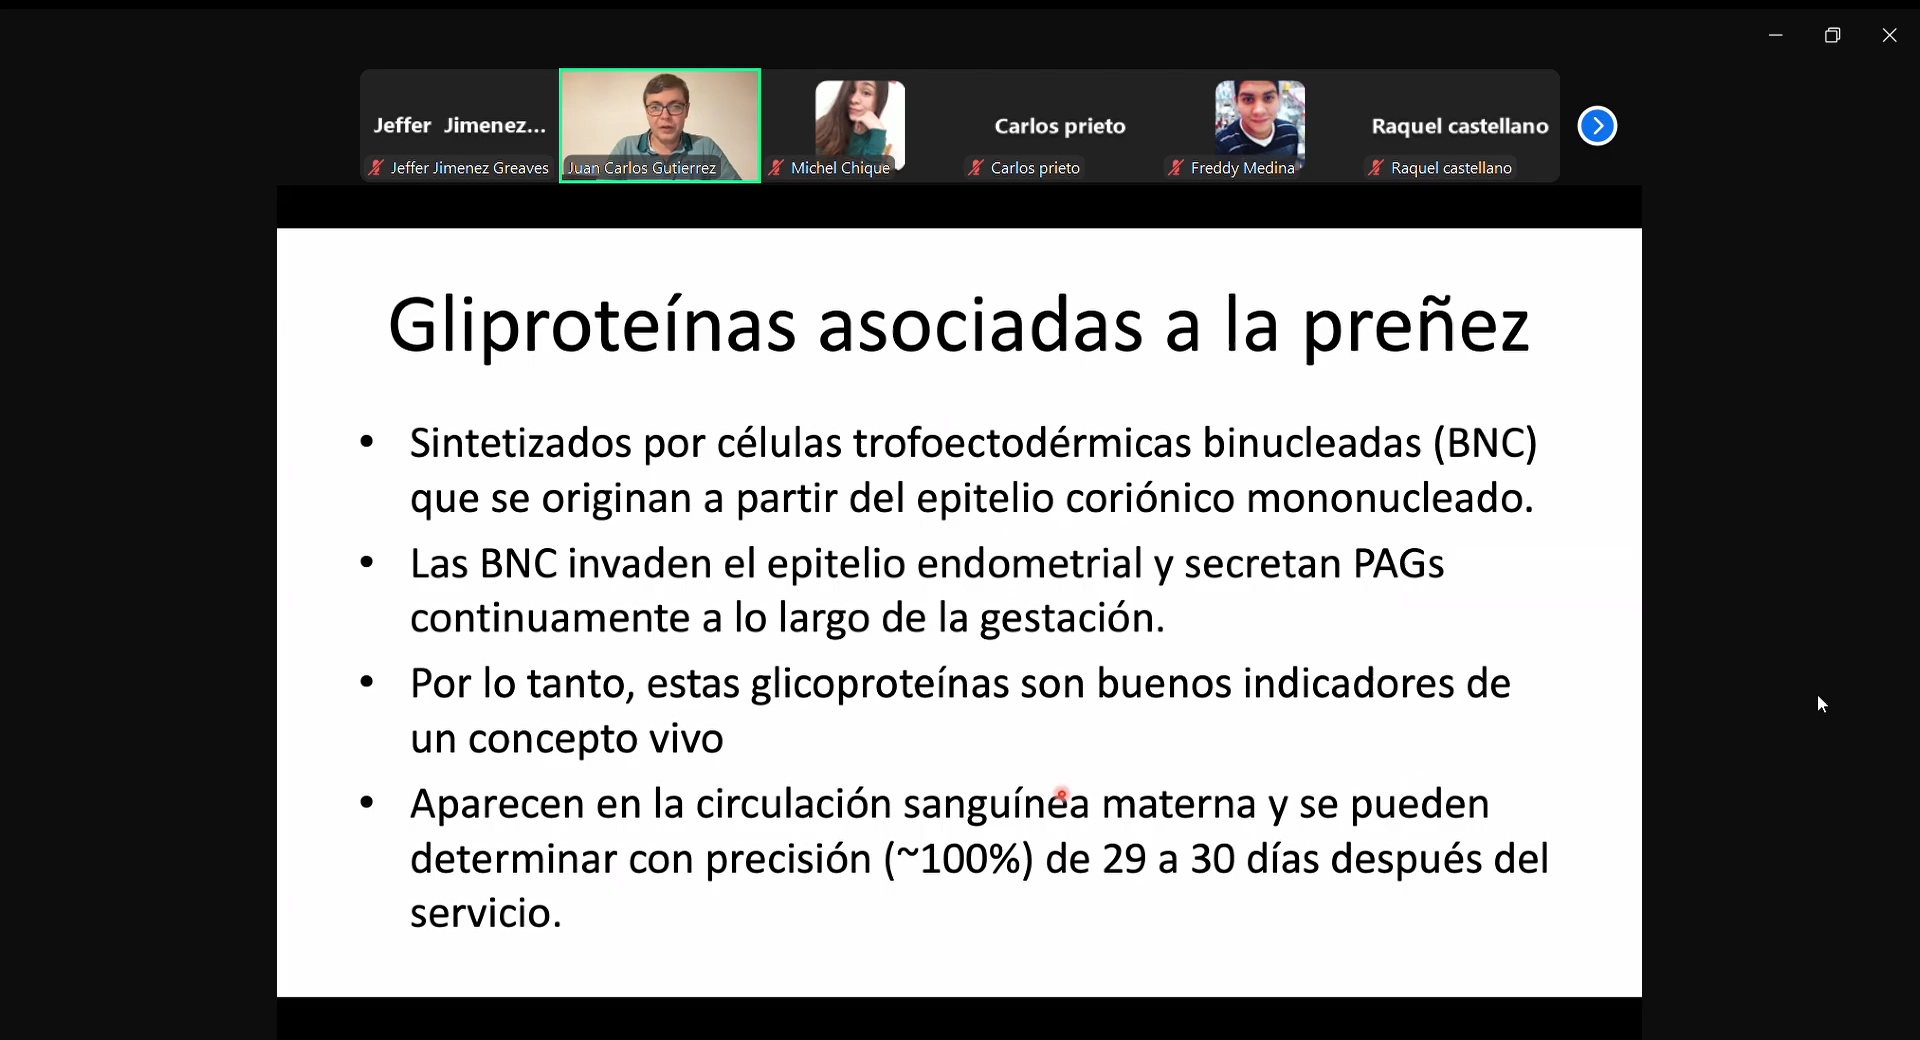 Jeffer Jimenez...
Carlos prieto
Raquel castellano
Jeffer Jimenez Greaves
Juan Carlos Gutierrez
Michel Chique
Carlos prieto
Freddy Medina
Raquel castellano
Gliproteínas asociadas a la preñez
• Sintetizados por células trofoectodérmicas binucleadas (BNC)
que se originan a partir del epitelio coriónico mononucleado.
• Las BNC invaden el epitelio endometrial y secretan PAGs
continuamente a lo largo de la gestación.
• Por lo tanto, estas glicoproteínas son buenos indicadores de
un concepto vivo
• Aparecen en la circulación sanguínea materna y se pueden
determinar con precisión (~100%) de 29 a 30 días después del
servicio.